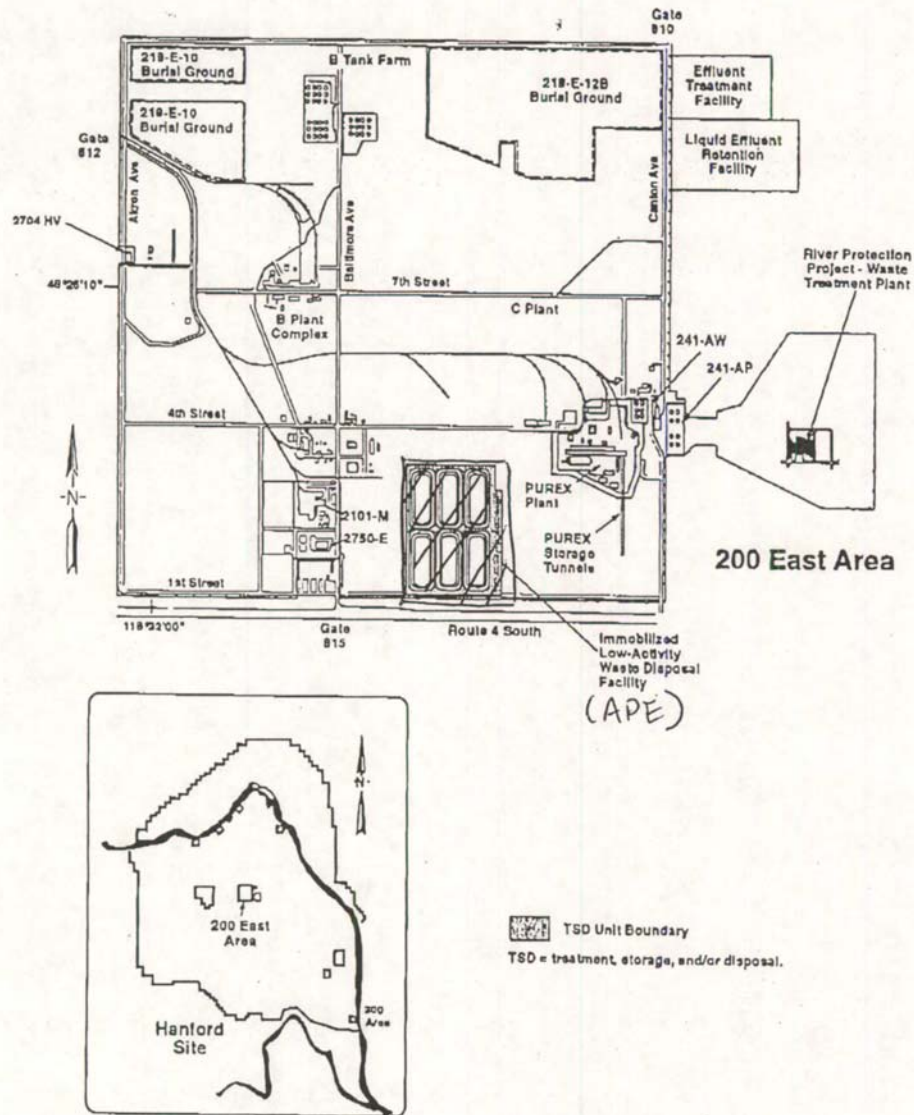 Gate
810
218-E-10
Burial Ground
Tank Farm
218-E-12B
Burial Ground
Effluent
Treatment
Facility
218-E-10
Burial Ground
Gate
812
Liquid Effluent
Retention
Facility
Akron Ave
Baltimore Ave
Canton Ave
2704 HV
River Protection
Project - Waste
Treatment Plant
46°26'10"
7th Street
C Plant
B Plant
Complex
241-AW
241-AP
4th Street
-N-
PUREX
Plant
2101-M
2750-E
PUREX
Storage
Tunnels
200 East Area
1st Street
118°32'00"
Gate
815
Route 4 South
Immobilized
Low-Activity
Waste Disposal
Facility
(APE)
-N-
200 East
Area
TSD Unit Boundary
TSD = treatment, storage, and/or disposal.
300
Area
Hanford
Site